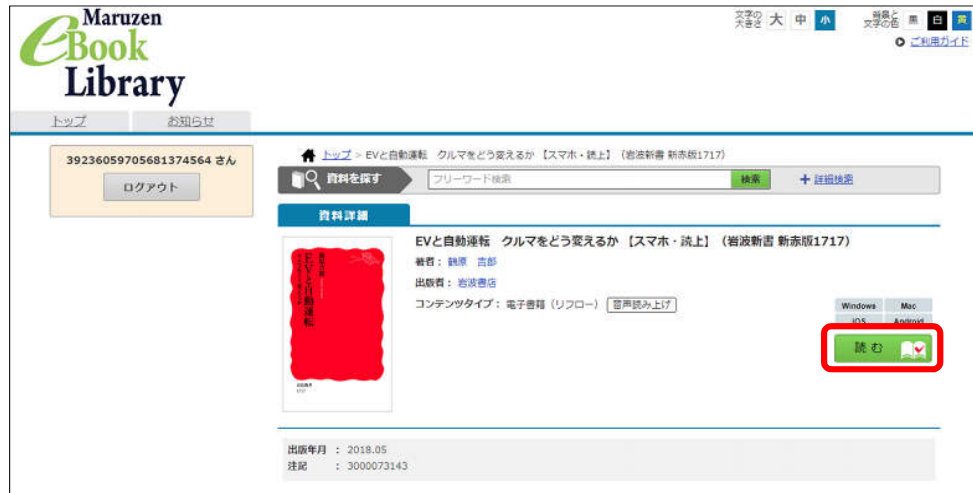 Maruzen
eBook
Library
文字の大きさ 大 中 小 背景と文字の色 黒 白 黄
ご利用ガイド
トップ お知らせ
39236059705681374564 さん
ログアウト
トップ > EVと自動運転 クルマをどう変えるか 【スマホ・読上】 (岩波新書 新赤版1717)
資料を探す フリーワード検索 検索 + 詳細検索
資料詳細
EVと自動運転 クルマをどう変えるか 【スマホ・読上】 (岩波新書 新赤版1717)
著者: 鶴原 吉郎
出版者: 岩波書店
コンテンツタイプ: 電子書籍 (リフロー) 音声読み上げ
Windows Mac
iOS Android
読む
EVと自動運転
出版年月 : 2018.05
注記 : 3000073143